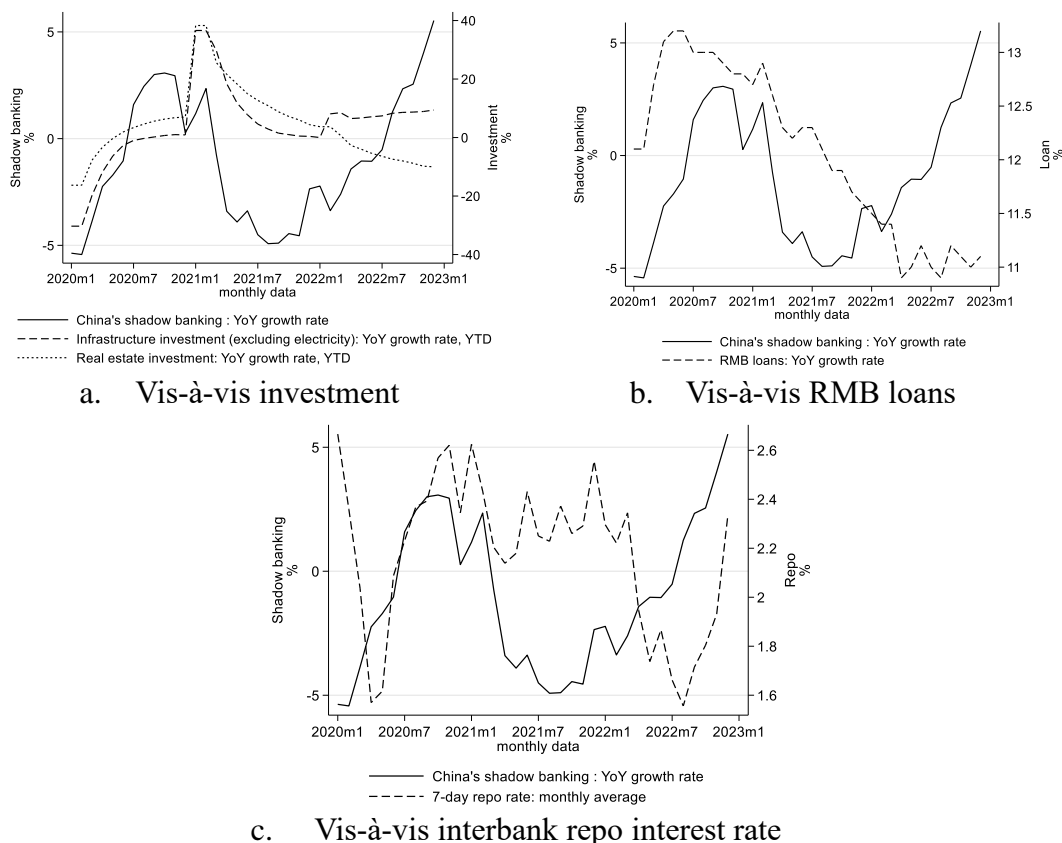 5
0
-5
Shadow banking
%
40
20
0
-20
-40
Investment
%
2020m1 2020m7 2021m1 2021m7 2022m1 2022m7 2023m1
monthly data
China's shadow banking : YoY growth rate
Infrastructure investment (excluding electricity): YoY growth rate, YTD
Real estate investment: YoY growth rate, YTD
a. Vis-à-vis investment
5
0
-5
Shadow banking
%
13
12.5
12
11.5
11
Loan
%
2020m1 2020m7 2021m1 2021m7 2022m1 2022m7 2023m1
monthly data
China's shadow banking : YoY growth rate
RMB loans: YoY growth rate
b. Vis-à-vis RMB loans
5
0
-5
Shadow banking
%
2.6
2.4
2.2
2
1.8
1.6
Repo
%
2020m1 2020m7 2021m1 2021m7 2022m1 2022m7 2023m1
monthly data
China's shadow banking : YoY growth rate
7-day repo rate: monthly average
c. Vis-à-vis interbank repo interest rate